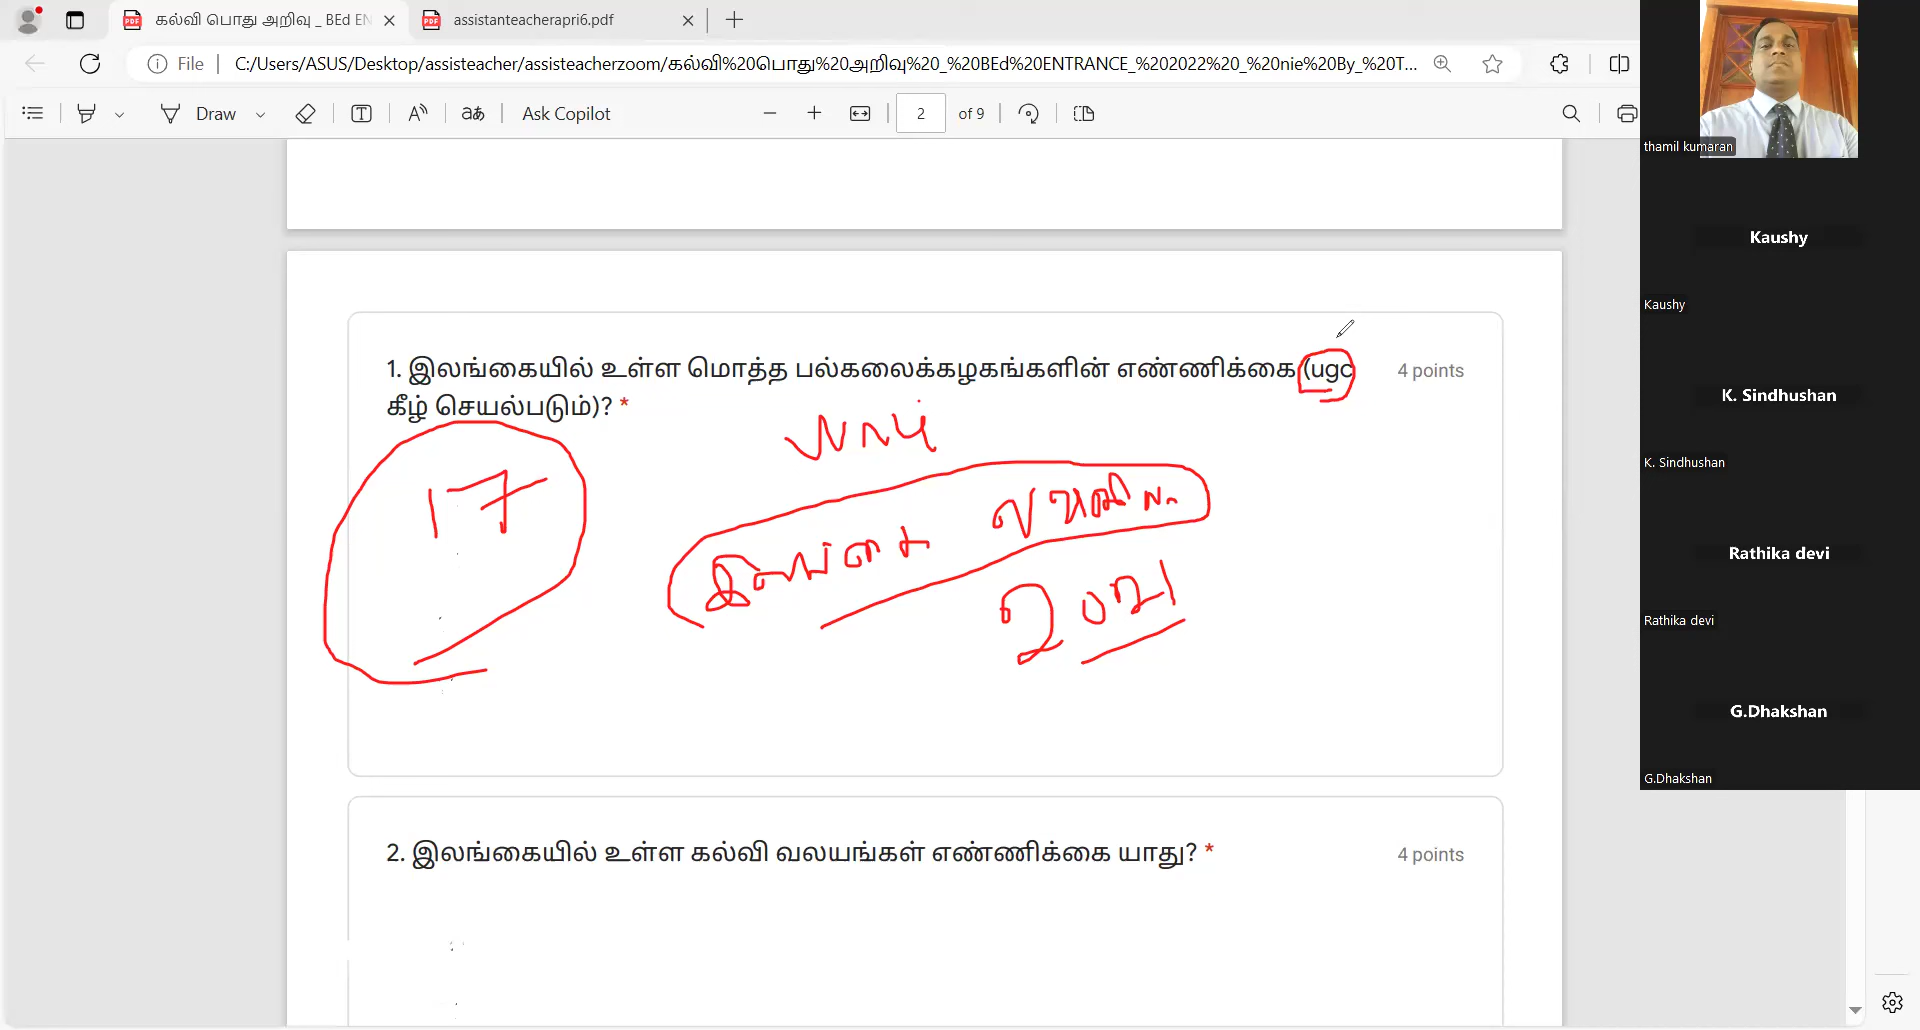 கல்வி பொது அறிவு _ BEd EN
assistanteacherapri6.pdf
File
C:/Users/ASUS/Desktop/assisteacher/assisteacherzoom/கல்வி%20பொது%20அறிவு%20_%20BEd%20ENTRANCE_%202022%20_%20nie%20By_%20T...
Draw
Ask Copilot
2 of 9
1. இலங்கையில் உள்ள மொத்த பல்கலைக்கழகங்களின் எண்ணிக்கை (ugc
கீழ் செயல்படும்)? *
4 points
17
2021
2. இலங்கையில் உள்ள கல்வி வலயங்கள் எண்ணிக்கை யாது? *
4 points
thamil kumaran
Kaushy
Kaushy
K. Sindhushan
K. Sindhushan
Rathika devi
Rathika devi
G.Dhakshan
G.Dhakshan